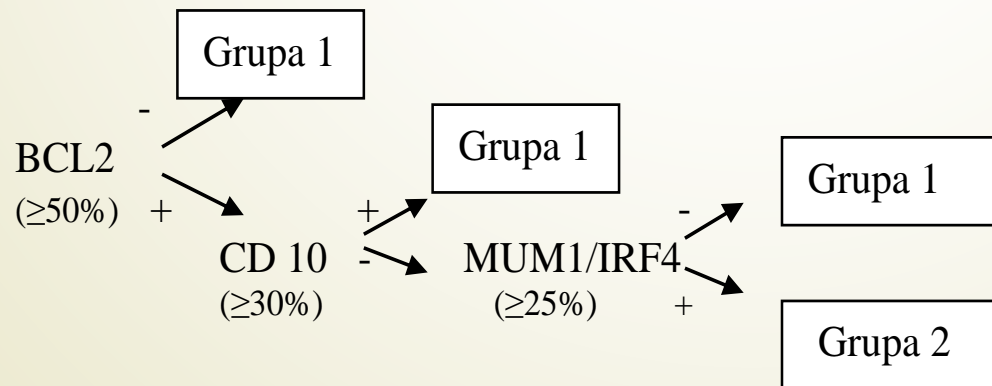 Grupa 1
-
BCL2
(≥50%) +
Grupa 1
+
CD 10 -
(≥30%)
Grupa 1
-
MUM1/IRF4
(≥25%) +
Grupa 2